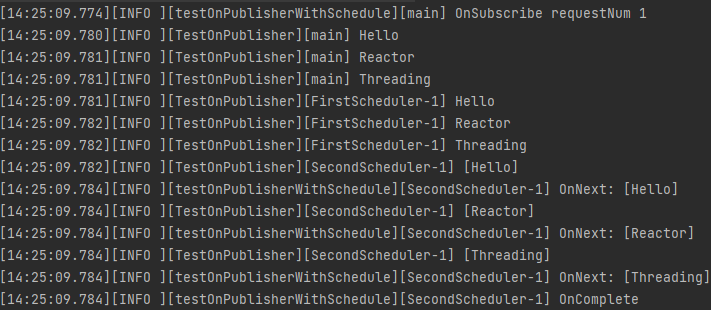 [14:25:09.774][INFO ][testOnPublisherWithSchedule][main] OnSubscribe requestNum 1
[14:25:09.780][INFO ][TestOnPublisher][main] Hello
[14:25:09.781][INFO ][TestOnPublisher][main] Reactor
[14:25:09.781][INFO ][TestOnPublisher][main] Threading
[14:25:09.781][INFO ][TestOnPublisher][FirstScheduler-1] Hello
[14:25:09.782][INFO ][TestOnPublisher][FirstScheduler-1] Reactor
[14:25:09.782][INFO ][TestOnPublisher][FirstScheduler-1] Threading
[14:25:09.782][INFO ][TestOnPublisher][SecondScheduler-1] [Hello]
[14:25:09.784][INFO ][testOnPublisherWithSchedule][SecondScheduler-1] OnNext: [Hello]
[14:25:09.784][INFO ][TestOnPublisher][SecondScheduler-1] [Reactor]
[14:25:09.784][INFO ][testOnPublisherWithSchedule][SecondScheduler-1] OnNext: [Reactor]
[14:25:09.784][INFO ][TestOnPublisher][SecondScheduler-1] [Threading]
[14:25:09.784][INFO ][testOnPublisherWithSchedule][SecondScheduler-1] OnNext: [Threading]
[14:25:09.784][INFO ][testOnPublisherWithSchedule][SecondScheduler-1] OnComplete